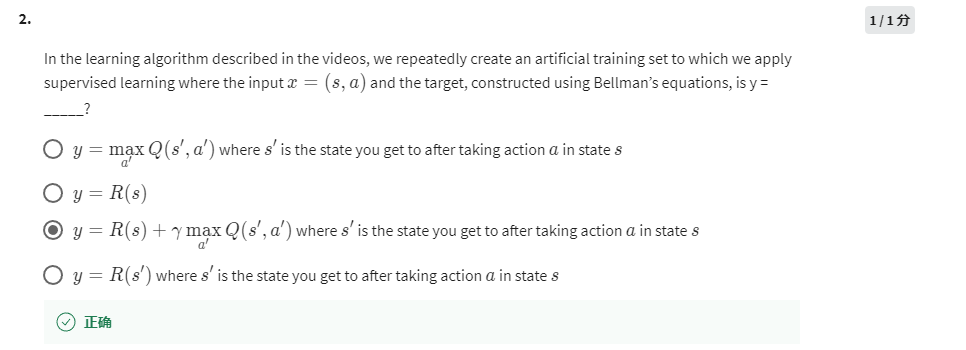 2.
1/1分
In the learning algorithm described in the videos, we repeatedly create an artificial training set to which we apply
supervised learning where the input x = (s, a) and the target, constructed using Bellman's equations, is y =
_____?
y = max_{a′} Q(s′, a′) where s′ is the state you get to after taking action a in state s
y = R(s)
y = R(s) + γ max_{a′} Q(s′, a′) where s′ is the state you get to after taking action a in state s
y = R(s′) where s′ is the state you get to after taking action a in state s
正确